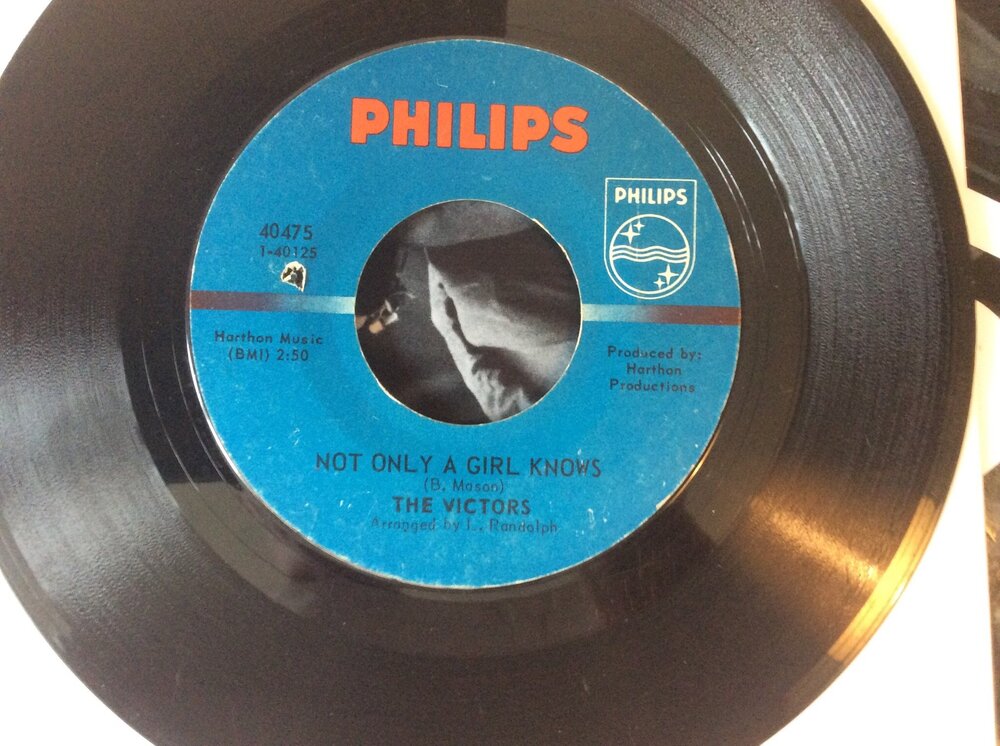 PHILIPS
PHILIPS
40475
1-40125
Harthon Music
(BMI) 2:50
Produced by:
Harthon
Productions
NOT ONLY A GIRL KNOWS
(B. Mason)
THE VICTORS
Arranged by L. Randolph